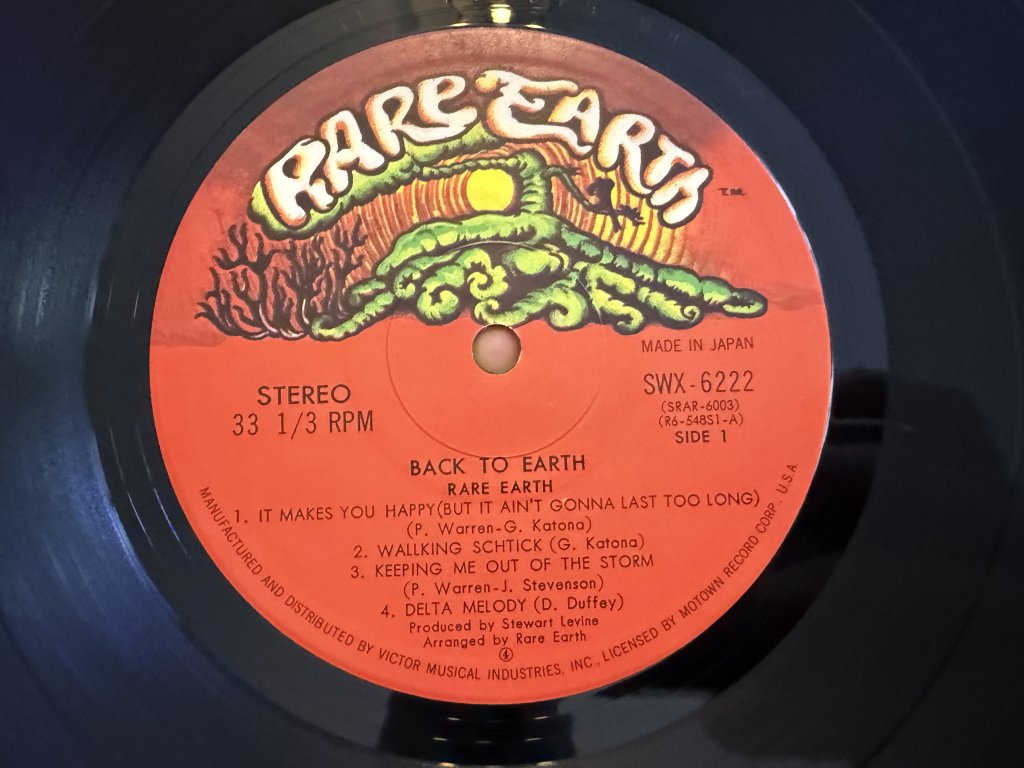 RARE EARTH
T.M.
MADE IN JAPAN
STEREO
33 1/3 RPM
SWX-6222
(SRAR-6003)
(R6-548S1-A)
SIDE 1
BACK TO EARTH
RARE EARTH
1. IT MAKES YOU HAPPY(BUT IT AIN'T GONNA LAST TOO LONG)
(P. Warren-G. Katona)
2. WALLKING SCHTICK (G. Katona)
3. KEEPING ME OUT OF THE STORM
(P. Warren-J. Stevenson)
4. DELTA MELODY (D. Duffey)
Produced by Stewart Levine
Arranged by Rare Earth
④
MANUFACTURED AND DISTRIBUTED BY VICTOR MUSICAL INDUSTRIES, INC., LICENSED BY MOTOWN RECORD CORP., U.S.A.